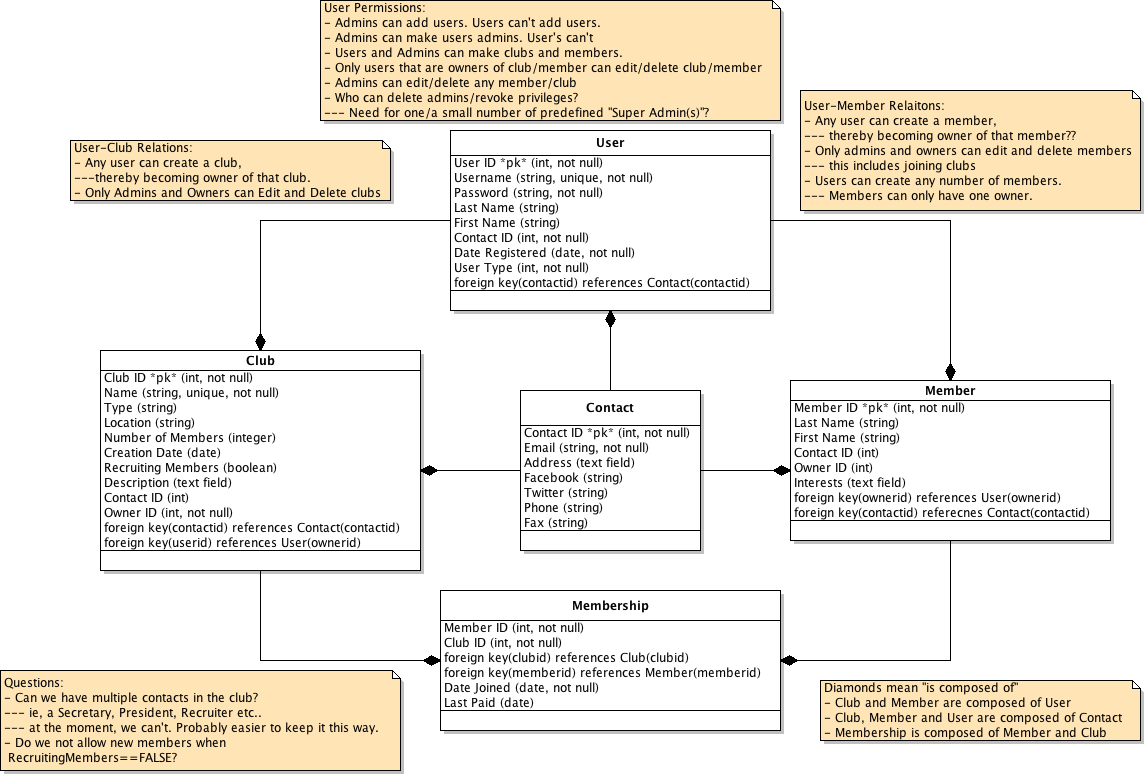 User Permissions:
- Admins can add users. Users can't add users.
- Admins can make users admins. User's can't
- Users and Admins can make clubs and members.
- Only users that are owners of club/member can edit/delete club/member
- Admins can edit/delete any member/club
- Who can delete admins/revoke privileges?
--- Need for one/a small number of predefined "Super Admin(s)"?
User-Member Relaitons:
- Any user can create a member,
--- thereby becoming owner of that member??
- Only admins and owners can edit and delete members
--- this includes joining clubs
- Users can create any number of members.
--- Members can only have one owner.
User-Club Relations:
- Any user can create a club,
---thereby becoming owner of that club.
- Only Admins and Owners can Edit and Delete clubs
User
User ID *pk* (int, not null)
Username (string, unique, not null)
Password (string, not null)
Last Name (string)
First Name (string)
Contact ID (int, not null)
Date Registered (date, not null)
User Type (int, not null)
foreign key(contactid) references Contact(contactid)
Club
Club ID *pk* (int, not null)
Name (string, unique, not null)
Type (string)
Location (string)
Number of Members (integer)
Creation Date (date)
Recruiting Members (boolean)
Description (text field)
Contact ID (int)
Owner ID (int, not null)
foreign key(contactid) references Contact(contactid)
foreign key(userid) references User(ownerid)
Contact
Contact ID *pk* (int, not null)
Email (string, not null)
Address (text field)
Facebook (string)
Twitter (string)
Phone (string)
Fax (string)
Member
Member ID *pk* (int, not null)
Last Name (string)
First Name (string)
Contact ID (int)
Owner ID (int)
Interests (text field)
foreign key(ownerid) references User(ownerid)
foreign key(contactid) referecnes Contact(contactid)
Membership
Member ID (int, not null)
Club ID (int, not null)
foreign key(clubid) references Club(clubid)
foreign key(memberid) references Member(memberid)
Date Joined (date, not null)
Last Paid (date)
Questions:
- Can we have multiple contacts in the club?
--- ie, a Secretary, President, Recruiter etc..
--- at the moment, we can't. Probably easier to keep it this way.
- Do we not allow new members when
RecruitingMembers==FALSE?
Diamonds mean "is composed of"
- Club and Member are composed of User
- Club, Member and User are composed of Contact
- Membership is composed of Member and Club